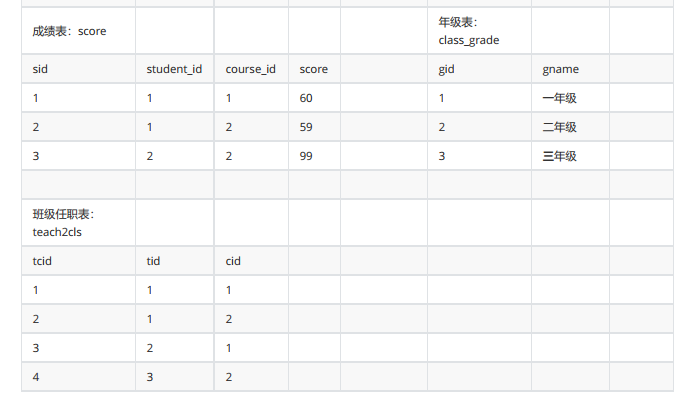 成绩表：score 年级表：
class_grade
sid student_id course_id score gid gname
1 1 1 60 1 一年级
2 1 2 59 2 二年级
3 2 2 99 3 三年级
班级任职表：
teach2cls
tcid tid cid
1 1 1
2 1 2
3 2 1
4 3 2